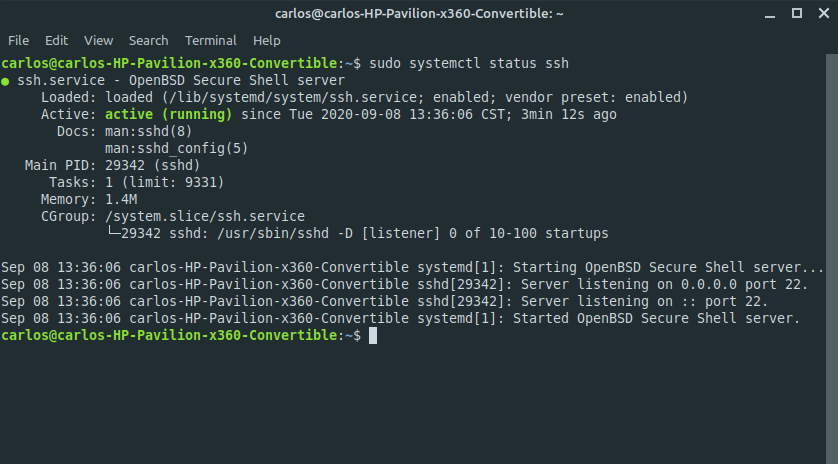 carlos@carlos-HP-Pavilion-x360-Convertible: ~
File Edit View Search Terminal Help
carlos@carlos-HP-Pavilion-x360-Convertible:~$ sudo systemctl status ssh
● ssh.service - OpenBSD Secure Shell server
     Loaded: loaded (/lib/systemd/system/ssh.service; enabled; vendor preset: enabled)
     Active: active (running) since Tue 2020-09-08 13:36:06 CST; 3min 12s ago
       Docs: man:sshd(8)
             man:sshd_config(5)
   Main PID: 29342 (sshd)
      Tasks: 1 (limit: 9331)
     Memory: 1.4M
     CGroup: /system.slice/ssh.service
             └─29342 sshd: /usr/sbin/sshd -D [listener] 0 of 10-100 startups
Sep 08 13:36:06 carlos-HP-Pavilion-x360-Convertible systemd[1]: Starting OpenBSD Secure Shell server...
Sep 08 13:36:06 carlos-HP-Pavilion-x360-Convertible sshd[29342]: Server listening on 0.0.0.0 port 22.
Sep 08 13:36:06 carlos-HP-Pavilion-x360-Convertible sshd[29342]: Server listening on :: port 22.
Sep 08 13:36:06 carlos-HP-Pavilion-x360-Convertible systemd[1]: Started OpenBSD Secure Shell server.
carlos@carlos-HP-Pavilion-x360-Convertible:~$